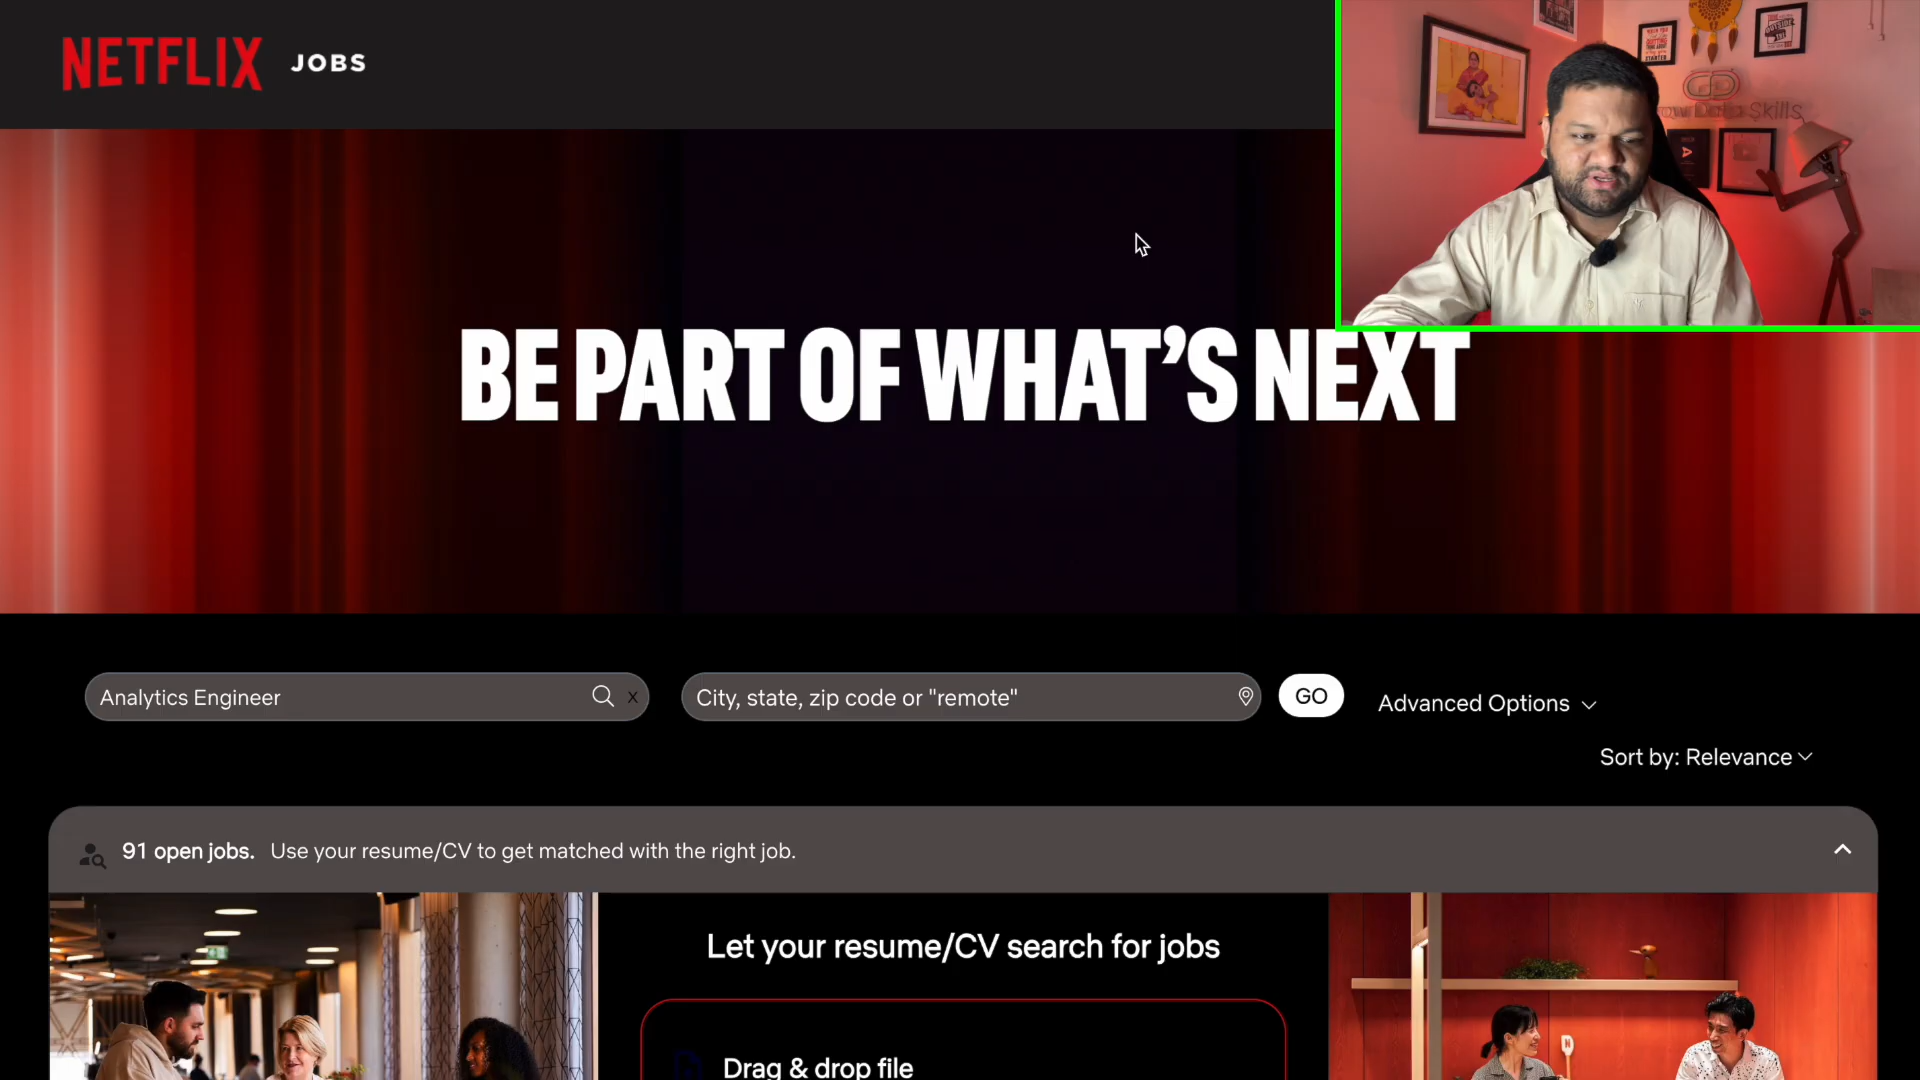 NETFLIX JOBS
BE PART OF WHAT'S NEXT
Analytics Engineer x
City, state, zip code or "remote"
GO
Advanced Options
Sort by: Relevance
91 open jobs. Use your resume/CV to get matched with the right job.
Let your resume/CV search for jobs
Drag & drop file